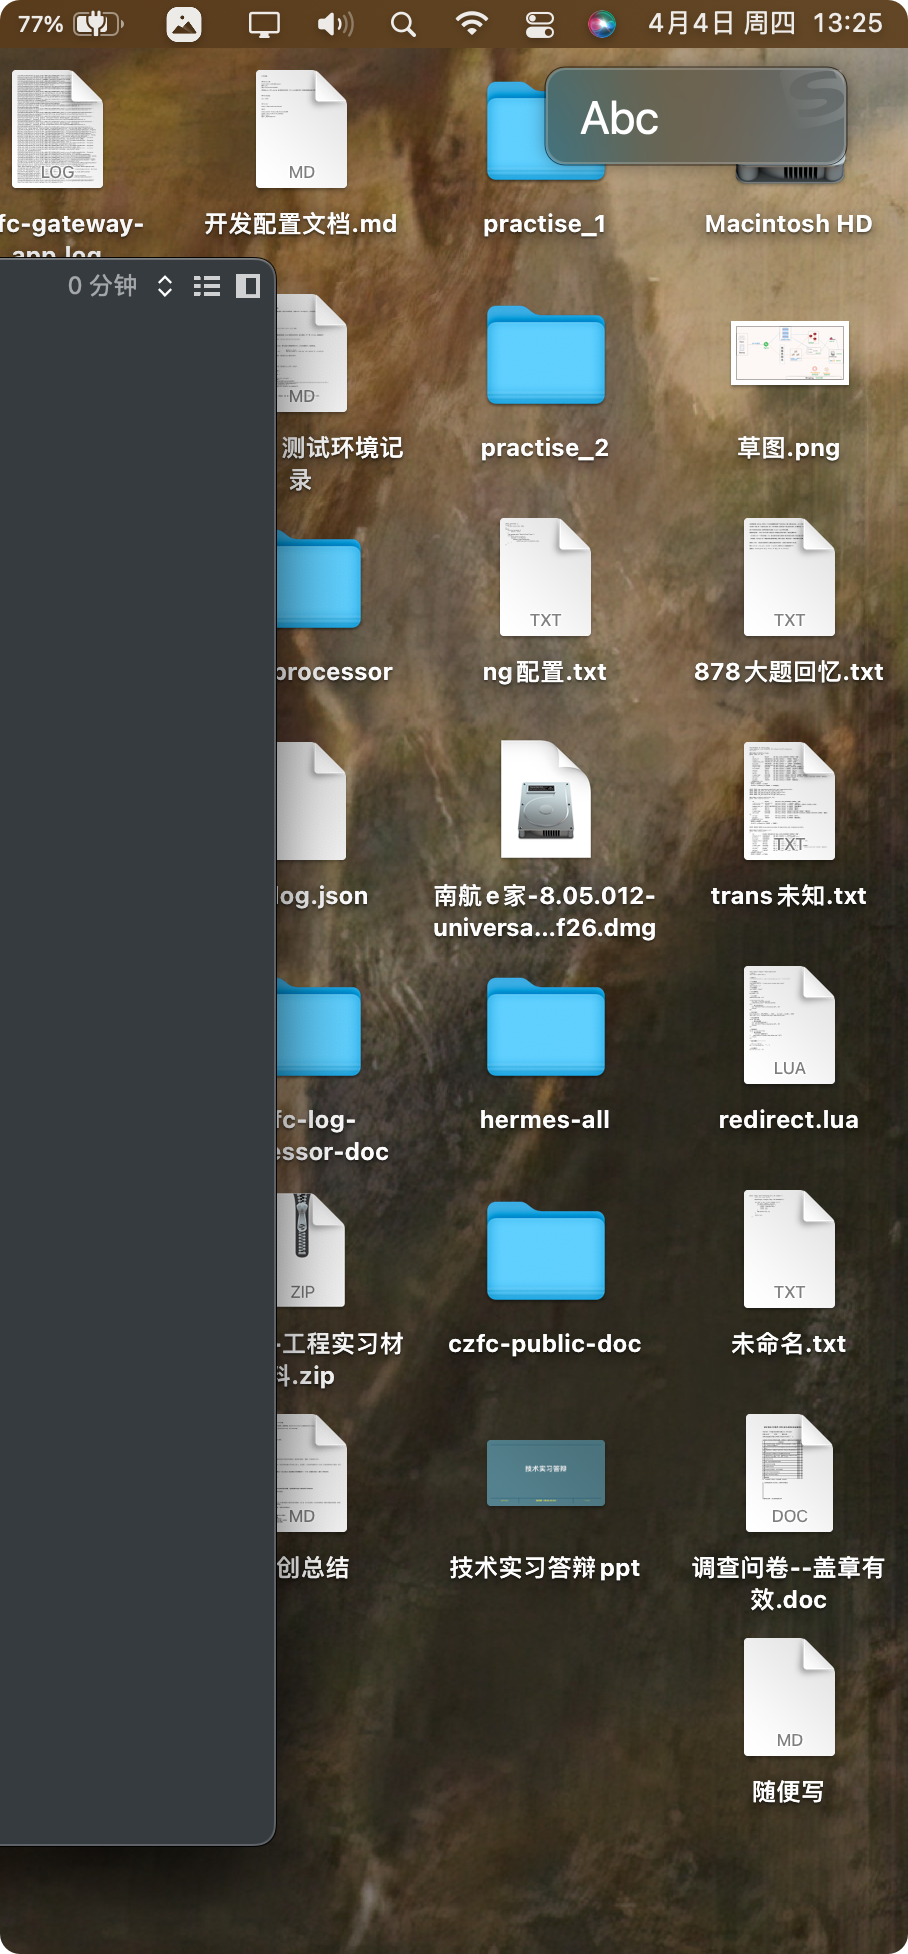 77% 4月4日 周四 13:25
Abc
LOG
MD
fc-gateway-
app.log
开发配置文档.md
practise_1
Macintosh HD
0 分钟
MD
测试环境记
录
practise_2
草图.png
TXT
TXT
processor
ng配置.txt
878大题回忆.txt
TXT
log.json
南航e家-8.05.012-
universa...f26.dmg
trans未知.txt
LUA
fc-log-
essor-doc
hermes-all
redirect.lua
ZIP
TXT
工程实习材
料.zip
czfc-public-doc
未命名.txt
MD
技术实习答辩
DOC
创总结
技术实习答辩ppt
调查问卷--盖章有
效.doc
MD
随便写